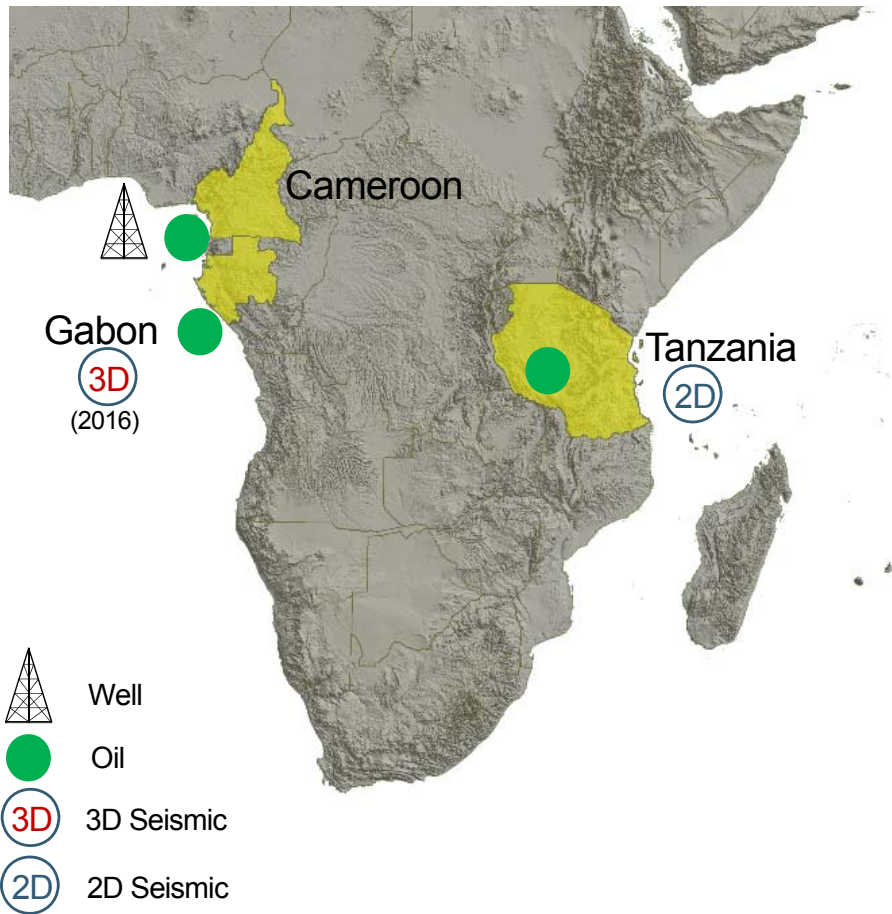 Cameroon
Gabon
3D
(2016)
Tanzania
2D
Well
Oil
3D 3D Seismic
2D 2D Seismic